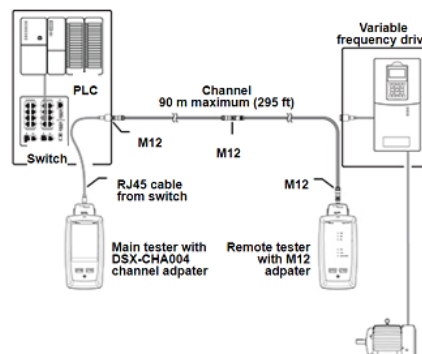 Variable
frequency drive
PLC
Channel
90 m maximum (295 ft)
M12
M12
Switch
M12
RJ45 cable
from switch
Main tester with
DSX-CHA004
channel adpater
Remote tester
with M12
adpater